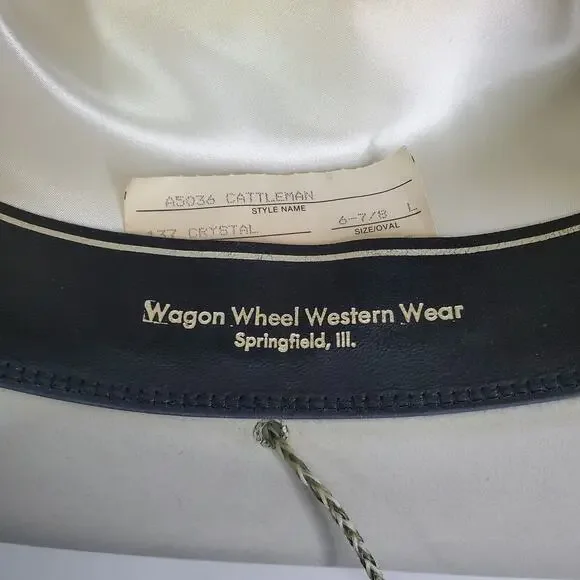 A5036 CATTLEMAN
STYLE NAME
137 CRYSTAL 6-7/8 L
SIZE/OVAL
Wagon Wheel Western Wear
Springfield, Ill.